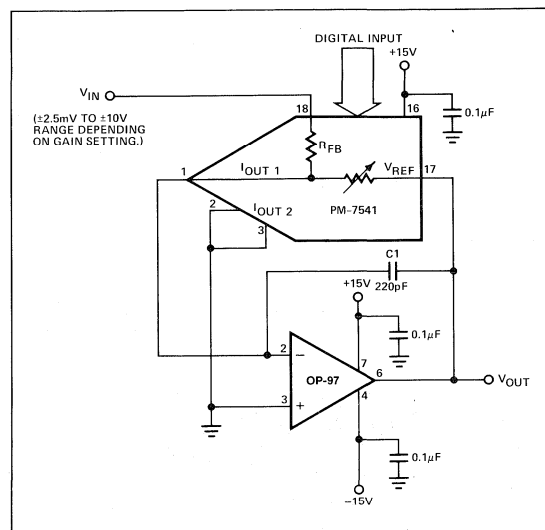 DIGITAL INPUT
+15V
VIN
(±2.5mV TO ±10V
RANGE DEPENDING
ON GAIN SETTING.)
18
16
0.1μF
RFB
1
IOUT 1
VREF
17
2
IOUT 2
PM-7541
3
C1
220pF
+15V
0.1μF
2
−
7
OP-97
6
VOUT
3
+
4
0.1μF
−15V